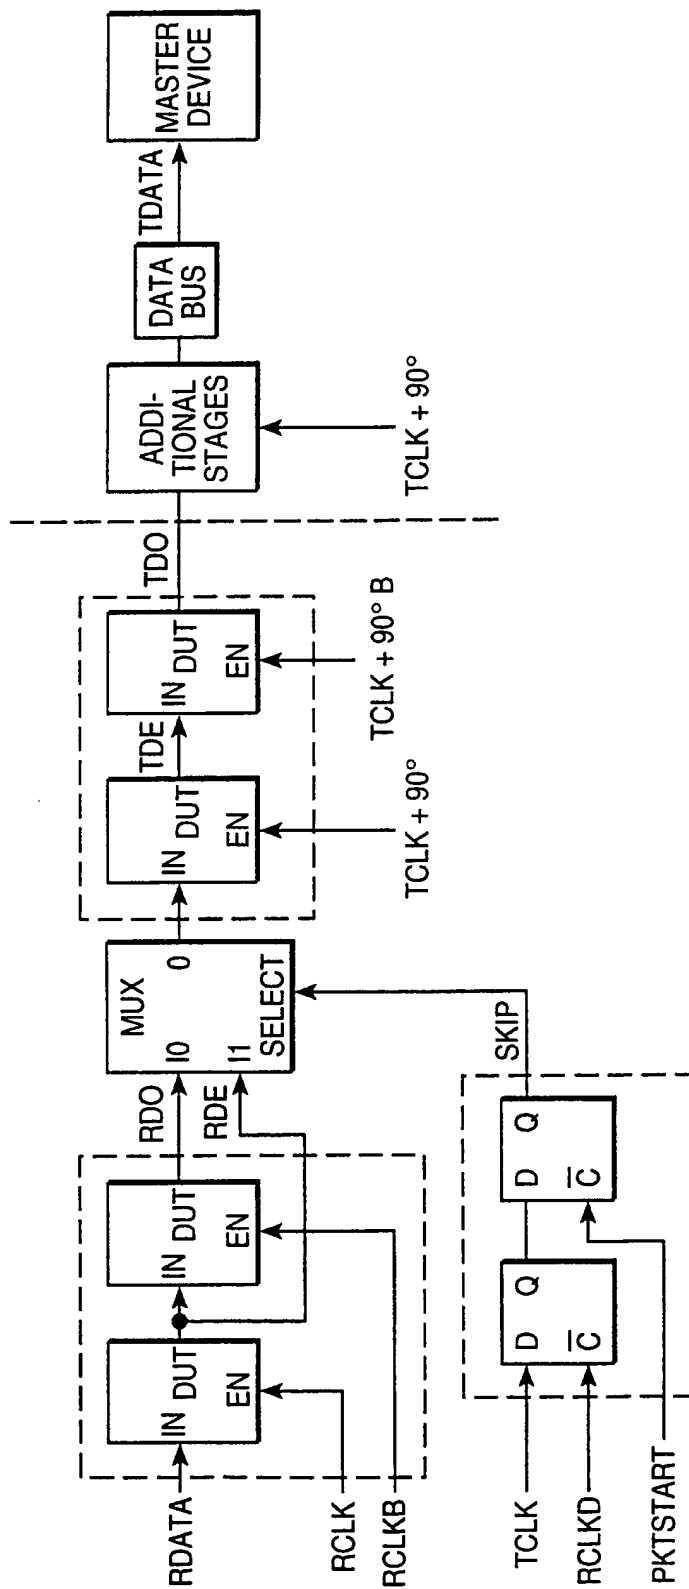 RDATA
IN DUT
EN
RCLK
RCLKB
IN DUT
EN
RDO
RDE
MUX
I0
I1
0
SELECT
IN DUT
EN
TCLK + 90°
TDE
IN DUT
EN
TCLK + 90° B
TDO
ADDI-
TIONAL
STAGES
TCLK + 90°
DATA
BUS
TDATA
MASTER
DEVICE
TCLK
RCLKD
PKTSTART
D Q
C̅
D Q
C̅
SKIP